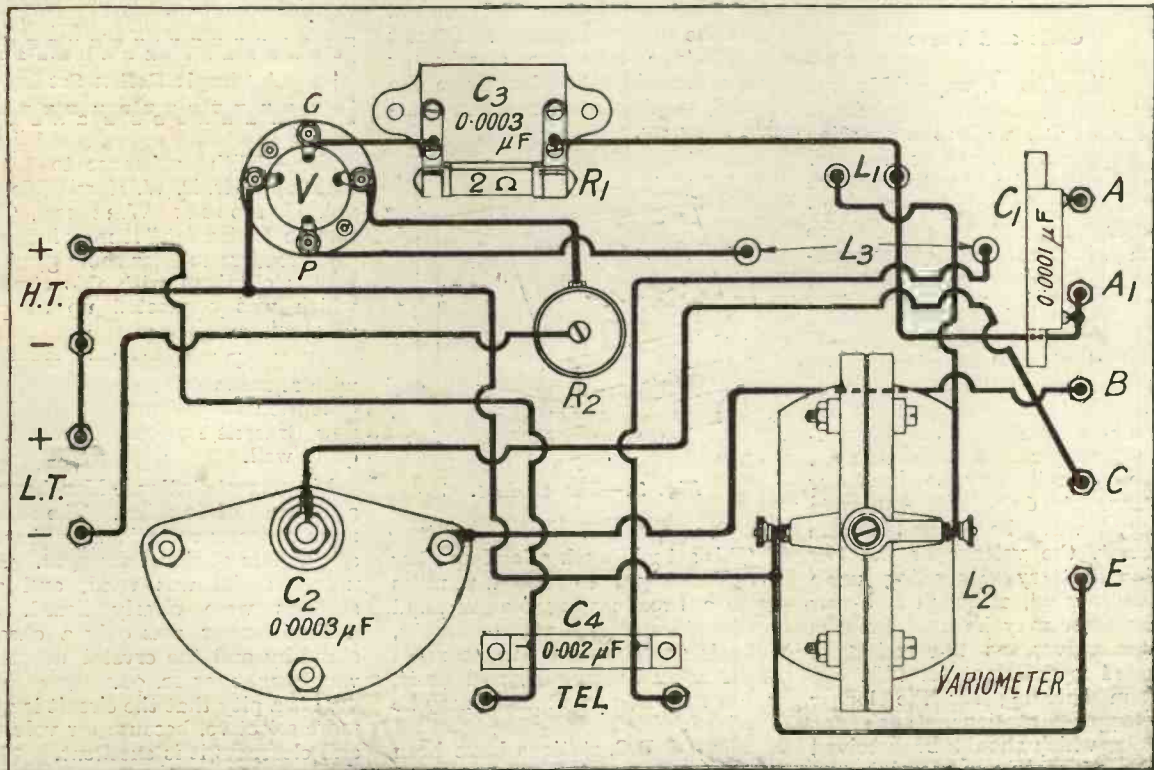 G
C3
0.0003
µF
V
2 Ω
R1
P
L1
C1
0.0001 µF
A
L3
A1
+
H.T.
−
R2
B
+
L.T.
−
C
C2
0.0003 µF
C4
0.002 µF
TEL
L2
E
VARIOMETER